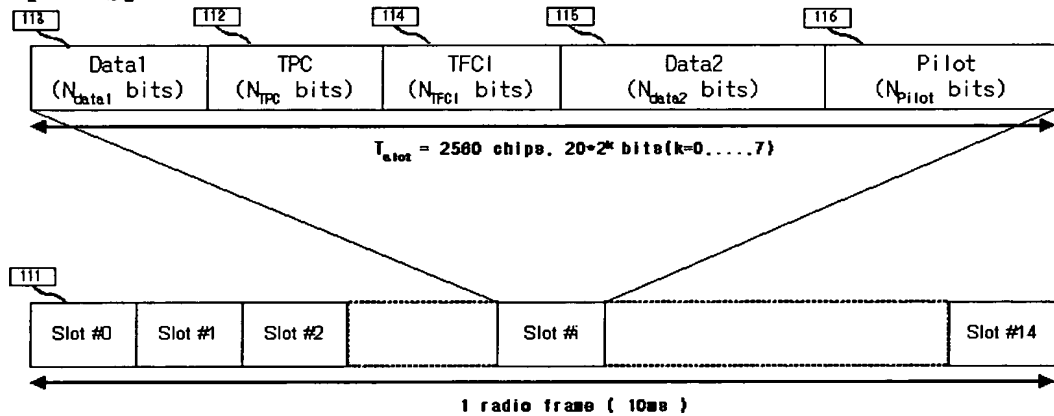 113 112 114 115 116
Data1 TPC TFCI Data2 Pilot
(Ndata1 bits) (NTPC bits) (NTFCI bits) (Ndata2 bits) (NPilot bits)
Tslot = 2560 chips, 20*2^k bits(k=0.....7)
111
Slot #0 Slot #1 Slot #2 Slot #i Slot #14
1 radio frame ( 10ms )